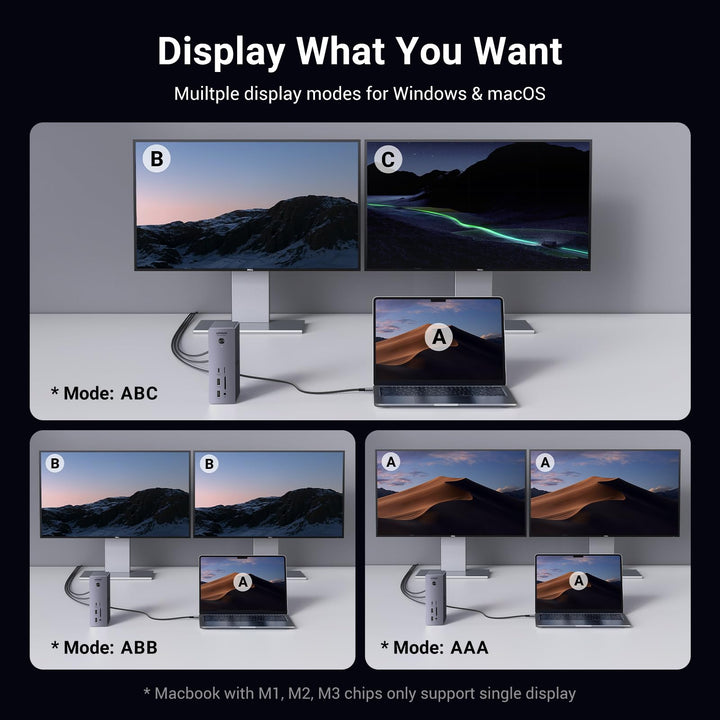 Display What You Want
Muiltple display modes for Windows & macOS
B
C
A
* Mode: ABC
B
B
A
* Mode: ABB
A
A
A
* Mode: AAA
* Macbook with M1, M2, M3 chips only support single display